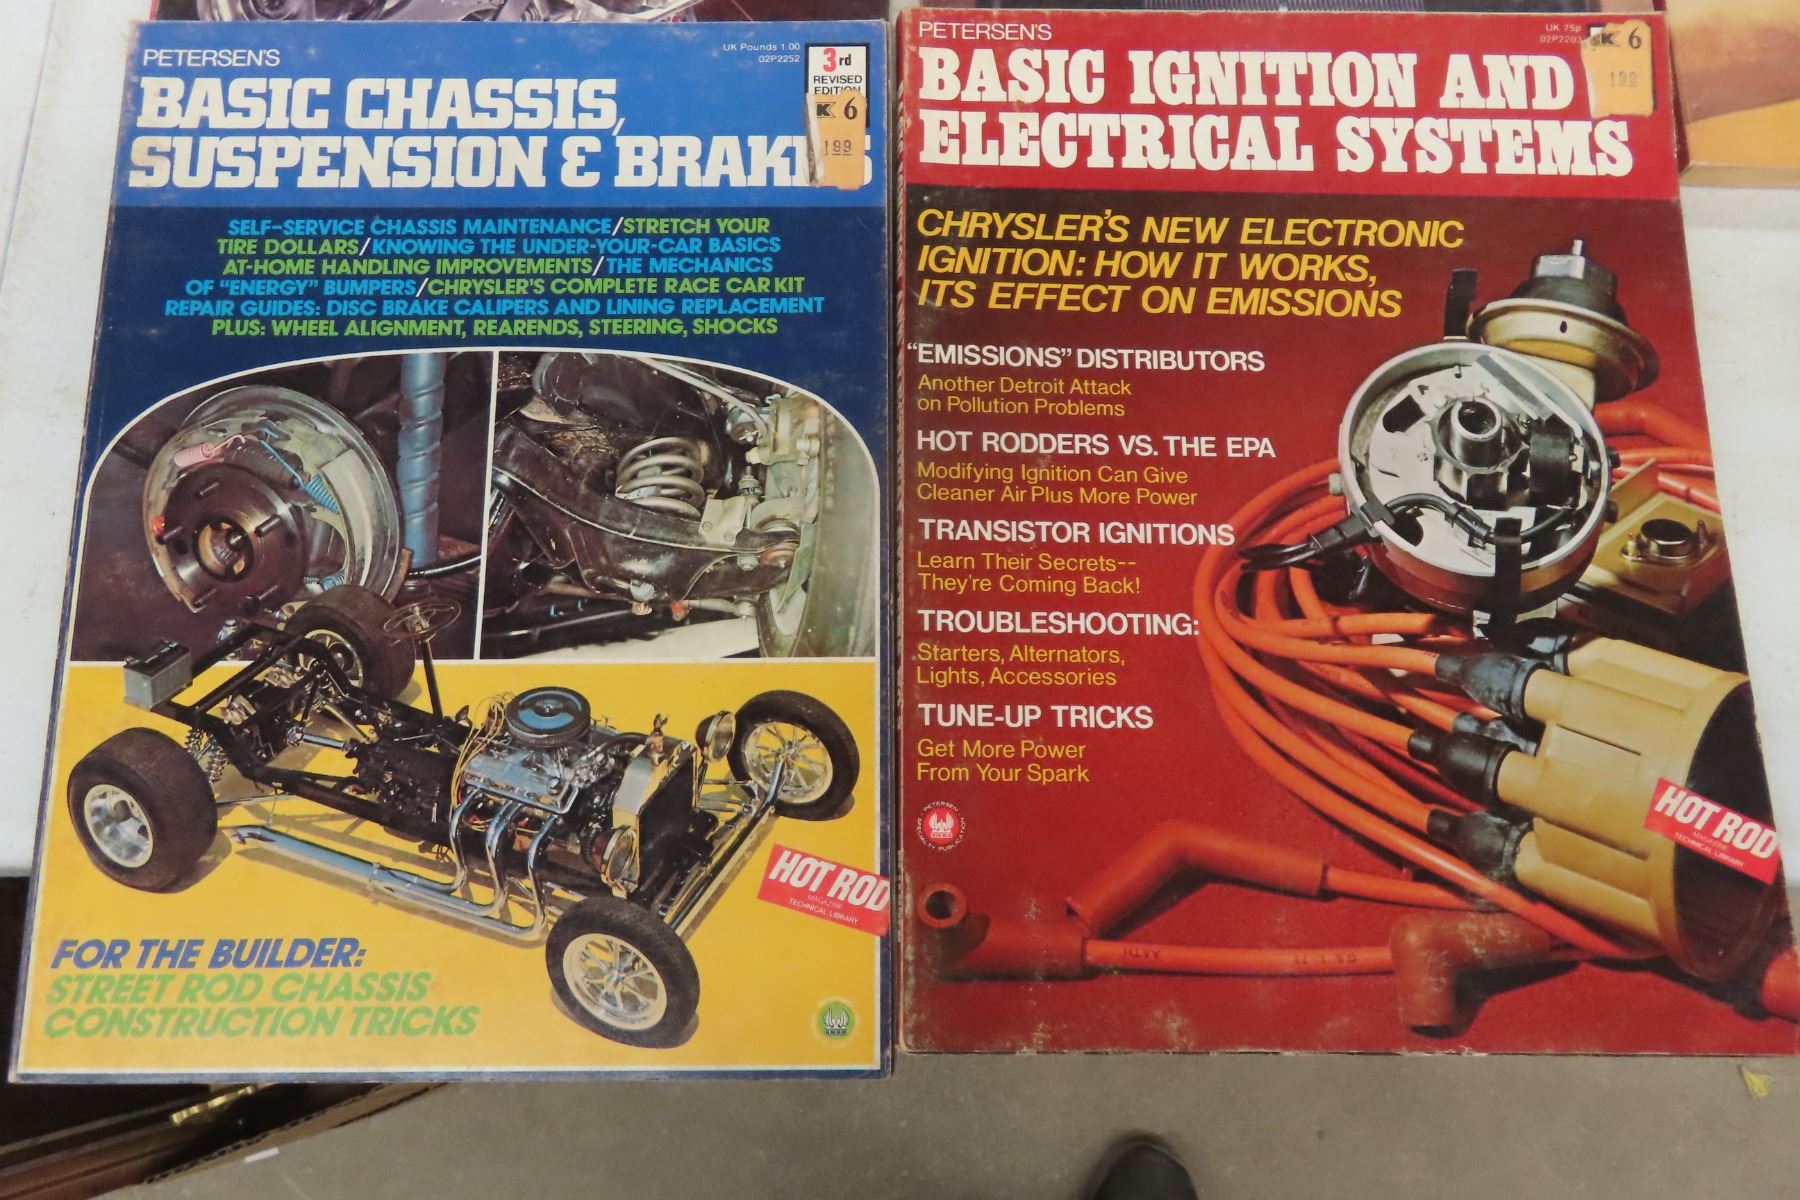 PETERSEN'S
BASIC CHASSIS,
SUSPENSION & BRAKES
UK Pounds 1.00
02P2252
3rd
REVISED
EDITION
K 6
199
SELF-SERVICE CHASSIS MAINTENANCE/STRETCH YOUR
TIRE DOLLARS/KNOWING THE UNDER-YOUR-CAR BASICS
AT-HOME HANDLING IMPROVEMENTS/THE MECHANICS
OF "ENERGY" BUMPERS/CHRYSLER'S COMPLETE RACE CAR KIT
REPAIR GUIDES: DISC BRAKE CALIPERS AND LINING REPLACEMENT
PLUS: WHEEL ALIGNMENT, REARENDS, STEERING, SHOCKS
HOT ROD
MAGAZINE
TECHNICAL LIBRARY
FOR THE BUILDER:
STREET ROD CHASSIS
CONSTRUCTION TRICKS
PETERSEN'S
BASIC IGNITION AND
ELECTRICAL SYSTEMS
UK 75p
02P2203
K 6
199
CHRYSLER'S NEW ELECTRONIC
IGNITION: HOW IT WORKS,
ITS EFFECT ON EMISSIONS
"EMISSIONS" DISTRIBUTORS
Another Detroit Attack
on Pollution Problems
HOT RODDERS VS. THE EPA
Modifying Ignition Can Give
Cleaner Air Plus More Power
TRANSISTOR IGNITIONS
Learn Their Secrets--
They're Coming Back!
TROUBLESHOOTING:
Starters, Alternators,
Lights, Accessories
TUNE-UP TRICKS
Get More Power
From Your Spark
PETERSEN
SPECIALTY PUBLICATION
HOT ROD
MAGAZINE
TECHNICAL LIBRARY